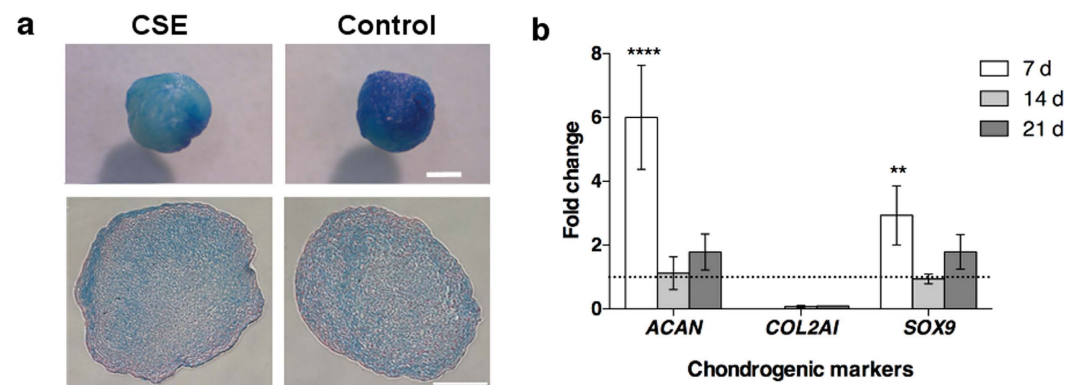 a
CSE Control
b
Fold change
8
6
4
2
0
****
**
7 d
14 d
21 d
ACAN COL2AI SOX9
Chondrogenic markers